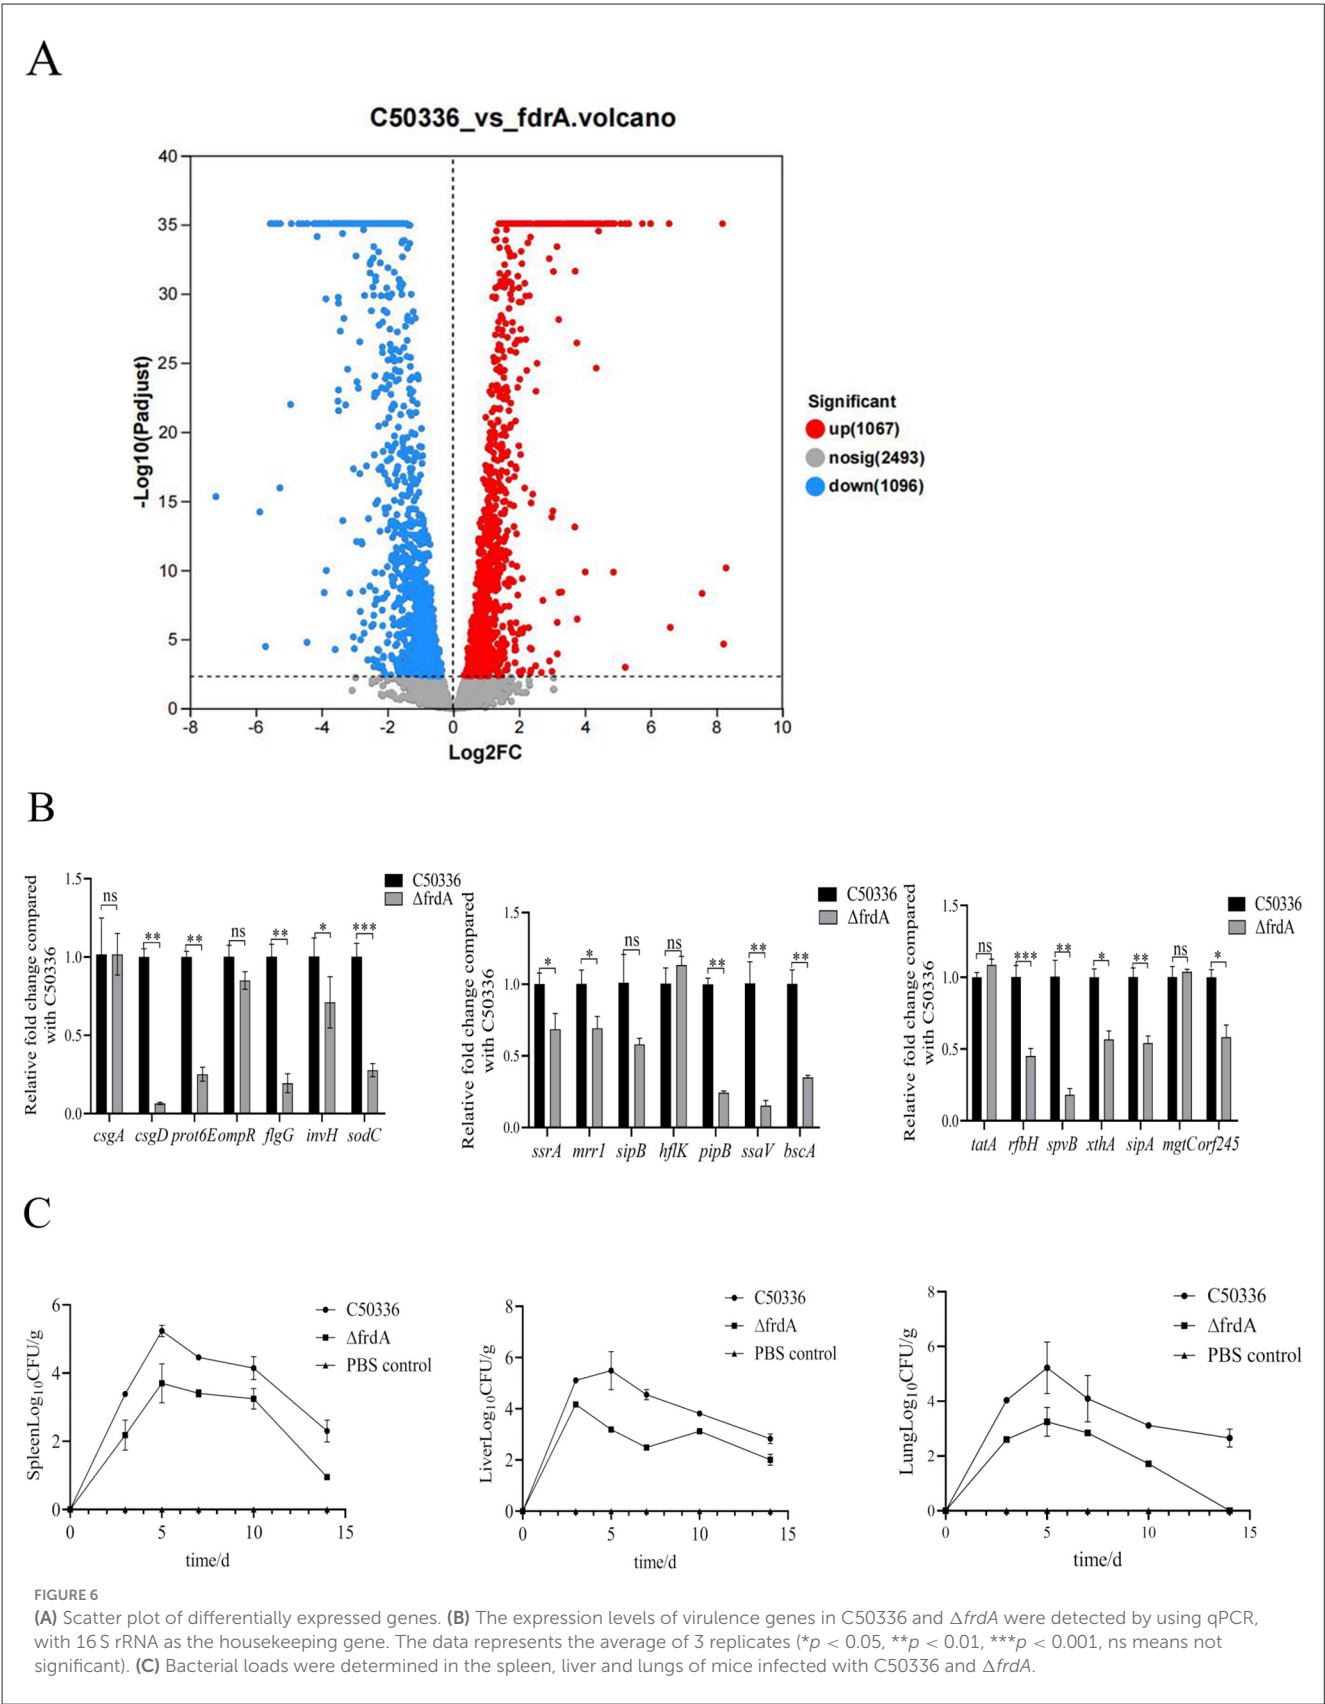 A
C50336_vs_fdrA.volcano
-Log10(Padjust)
40
35
30
25
20
15
10
5
0
-8 -6 -4 -2 0 2 4 6 8 10
Log2FC
Significant
up(1067)
nosig(2493)
down(1096)
B
Relative fold change compared
with C50336
1.5
1.0
0.5
0.0
ns ** ** ns ** * ***
csgA csgD prot6E ompR flgG invH sodC
C50336
ΔfrdA
Relative fold change compared
with C50336
1.5
1.0
0.5
0.0
* * ns ns ** ** **
ssrA mrr1 sipB hflK pipB ssaV bscA
C50336
ΔfrdA
Relative fold change compared
with C50336
1.5
1.0
0.5
0.0
ns *** ** * ** ns *
tatA rfbH spvB xthA sipA mgtC orf245
C50336
ΔfrdA
C
SpleenLog10CFU/g
6
4
2
0
0 5 10 15
time/d
C50336
ΔfrdA
PBS control
LiverLog10CFU/g
8
6
4
2
0
0 5 10 15
time/d
C50336
ΔfrdA
PBS control
LungLog10CFU/g
8
6
4
2
0
0 5 10 15
time/d
C50336
ΔfrdA
PBS control
FIGURE 6
(A) Scatter plot of differentially expressed genes. (B) The expression levels of virulence genes in C50336 and ΔfrdA were detected by using qPCR,
with 16 S rRNA as the housekeeping gene. The data represents the average of 3 replicates (*p < 0.05, **p < 0.01, ***p < 0.001, ns means not
significant). (C) Bacterial loads were determined in the spleen, liver and lungs of mice infected with C50336 and ΔfrdA.